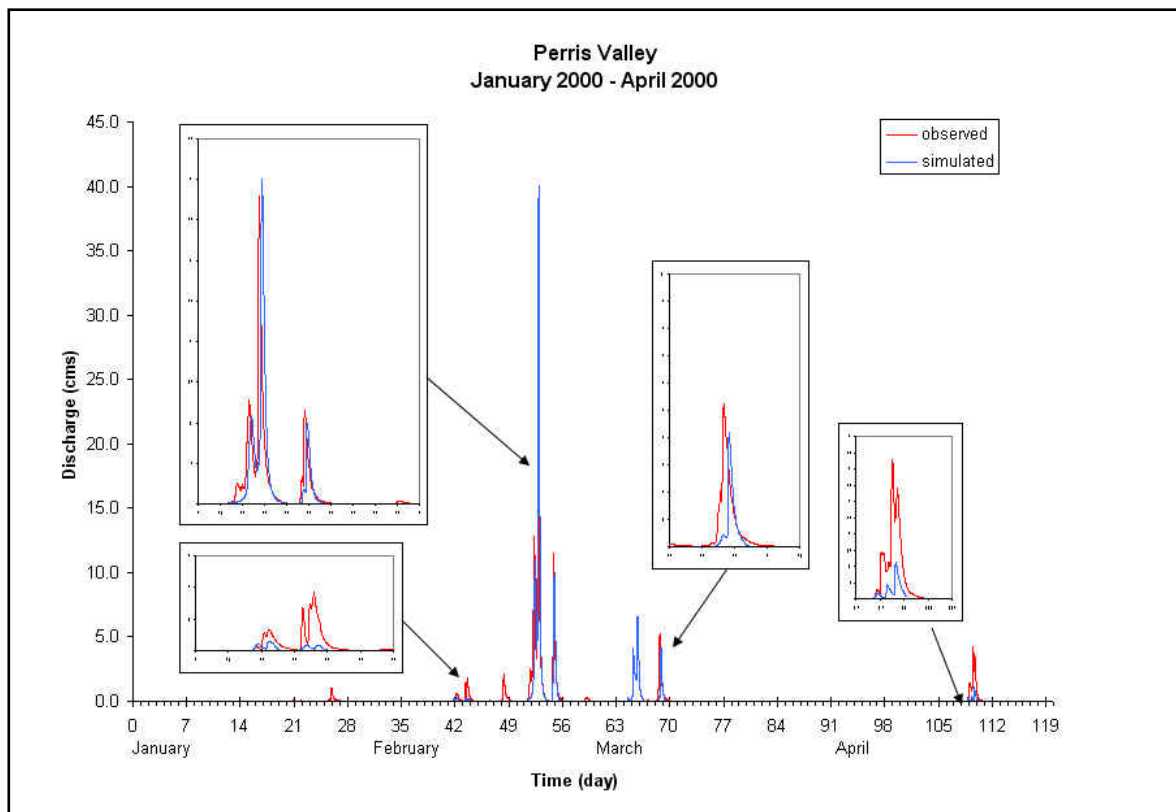 Perris Valley
January 2000 - April 2000
observed
simulated
45.0
40.0
35.0
30.0
25.0
20.0
15.0
10.0
5.0
0.0
Discharge (cms)
0 7 14 21 28 35 42 49 56 63 70 77 84 91 98 105 112 119
January February March April
Time (day)